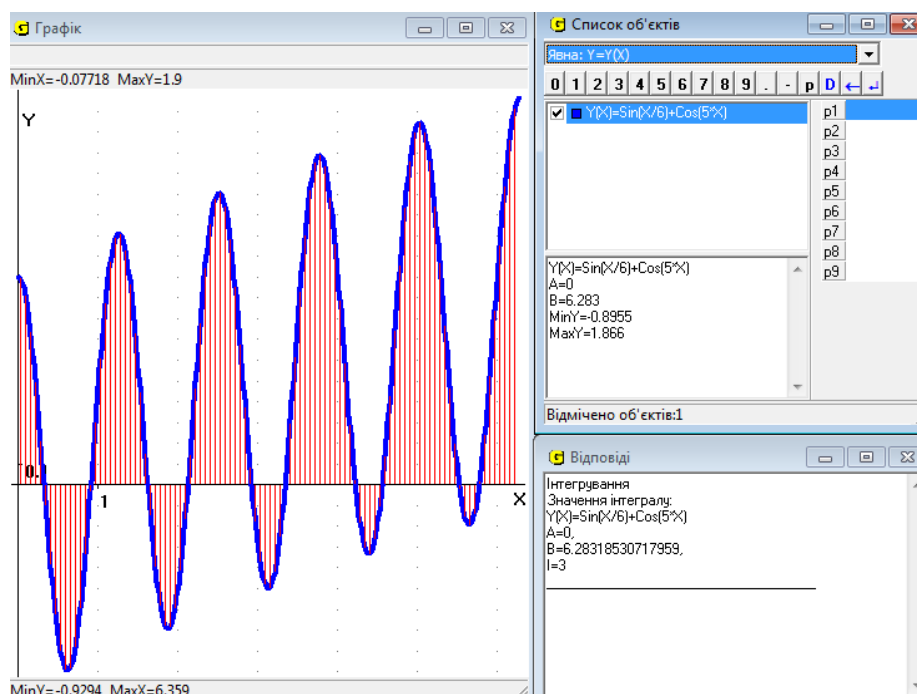 Графік
MinX=-0.07718 MaxY=1.9
Y
0.
1
X
MinY=-0.9294 MaxX=6.359
Список об'єктів
Явна: Y=Y(X)
0 1 2 3 4 5 6 7 8 9 . - p D ← ↲
Y(X)=Sin(X/6)+Cos(5*X)
p1
p2
p3
p4
p5
p6
p7
p8
p9
Y(X)=Sin(X/6)+Cos(5*X)
A=0
B=6.283
MinY=-0.8955
MaxY=1.866
Відмічено об'єктів:1
Відповіді
Інтегрування
Значення інтегралу:
Y(X)=Sin(X/6)+Cos(5*X)
A=0,
B=6.28318530717959,
I=3